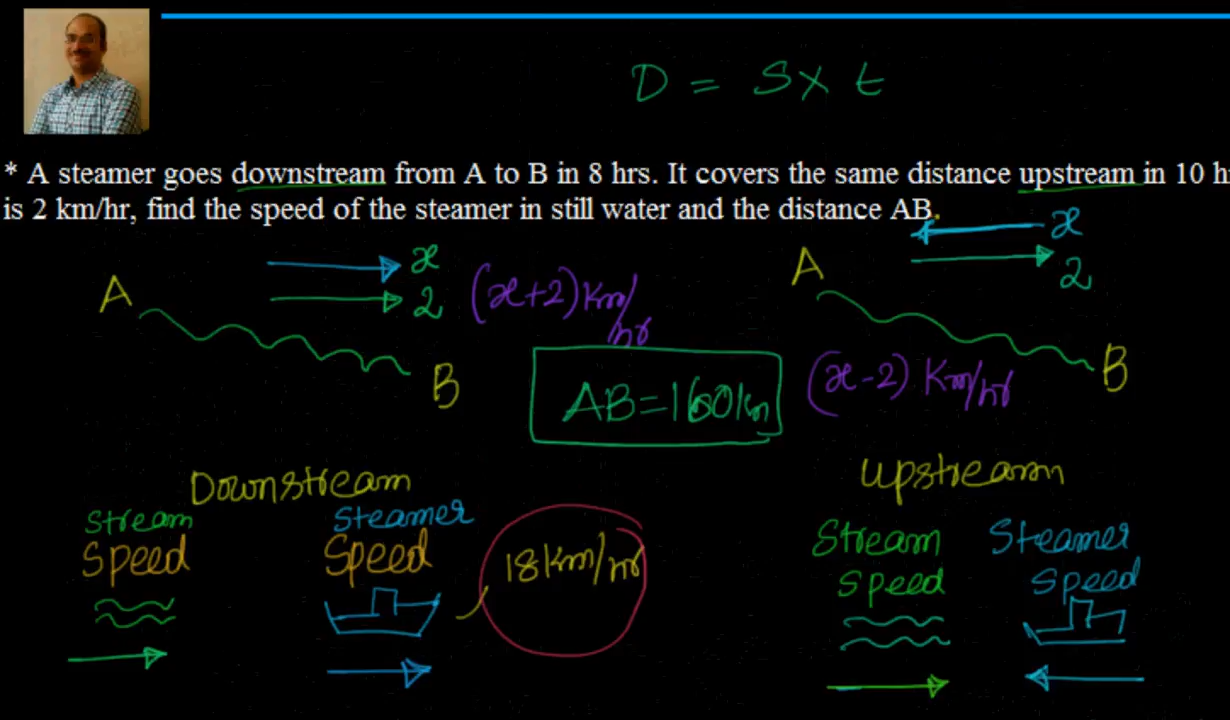 D = S x t
* A steamer goes downstream from A to B in 8 hrs. It covers the same distance upstream in 10 h
is 2 km/hr, find the speed of the steamer in still water and the distance AB.
x
x
A
A
2
(x+2) Km/hr
2
B
AB=160km
(x-2) Km/hr
B
Downstream
Upstream
Stream
Speed
Steamer
Speed
18 Km/hr
Stream
Speed
Steamer
Speed